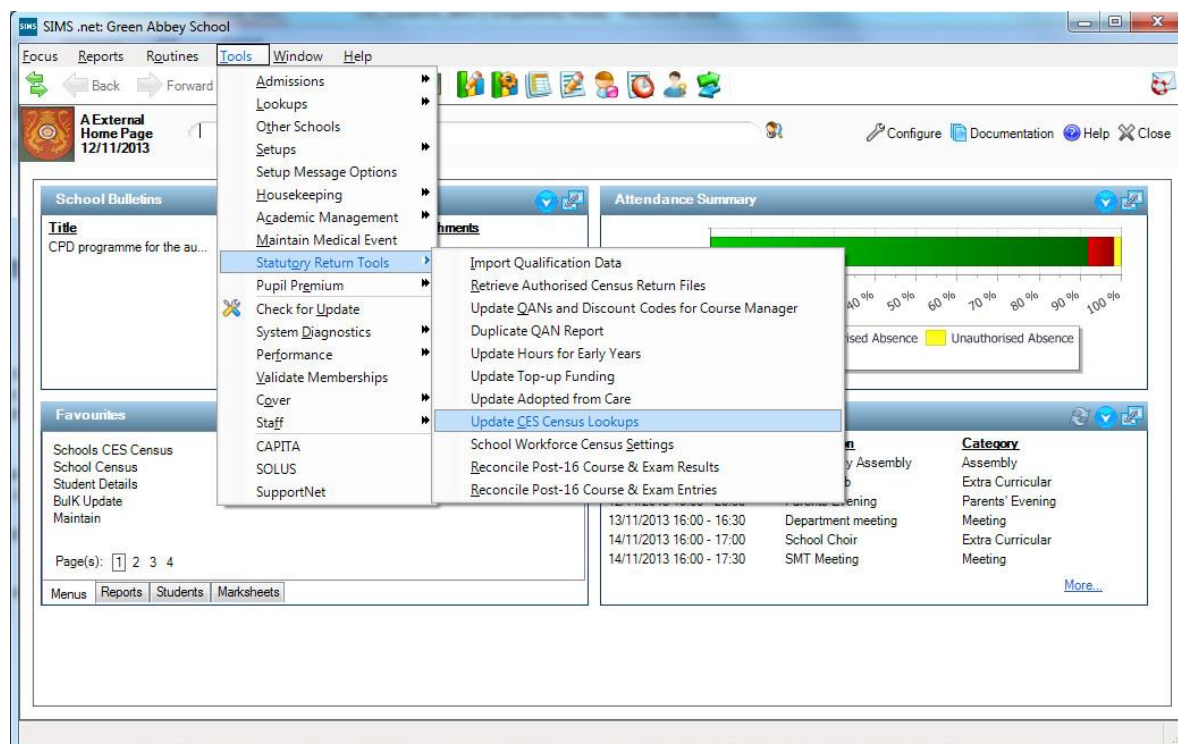 SIMS .net: Green Abbey School
Focus Reports Routines Tools Window Help
Back Forward
A External
Home Page
12/11/2013
Configure Documentation Help Close
Admissions
Lookups
Other Schools
Setups
Setup Message Options
Housekeeping
Academic Management
Maintain Medical Event
Statutory Return Tools
Pupil Premium
Check for Update
System Diagnostics
Performance
Validate Memberships
Cover
Staff
CAPITA
SOLUS
SupportNet
Import Qualification Data
Retrieve Authorised Census Return Files
Update QANs and Discount Codes for Course Manager
Duplicate QAN Report
Update Hours for Early Years
Update Top-up Funding
Update Adopted from Care
Update CES Census Lookups
School Workforce Census Settings
Reconcile Post-16 Course & Exam Results
Reconcile Post-16 Course & Exam Entries
School Bulletins
Title
CPD programme for the au...
Attendance Summary
40 % 50 % 60 % 70 % 80 % 90 % 100 %
Absence Unauthorised Absence
Favourites
Schools CES Census
School Census
Student Details
BulK Update
Maintain
Page(s): 1 2 3 4
Menus Reports Students Marksheets
Category
Assembly Assembly
Extra Curricular
Parents' Evening
13/11/2013 16:00 - 16:30 Department meeting Meeting
14/11/2013 16:00 - 17:00 School Choir Extra Curricular
14/11/2013 16:00 - 17:30 SMT Meeting Meeting
More...